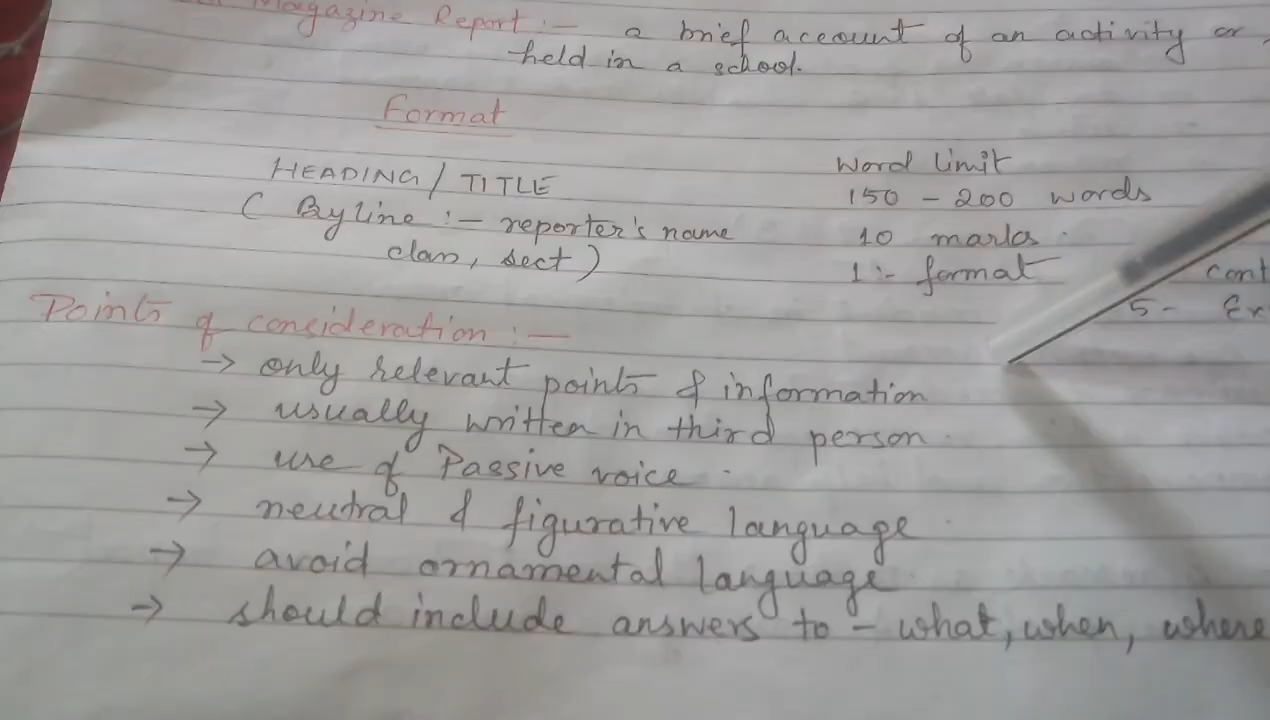 Magazine Report :- a brief account of an activity or
held in a school.
Format
HEADING / TITLE
Word limit
( Byline :- reporter's name
150 - 200 words
class, sect )
10 marks
1 :- format
cont
5 -
Points of consideration :-
→ only relevant points & information
→ usually written in third person
→ use of Passive voice
→ neutral & figurative language
→ avoid ornamental language
→ should include answers to - what, when, where